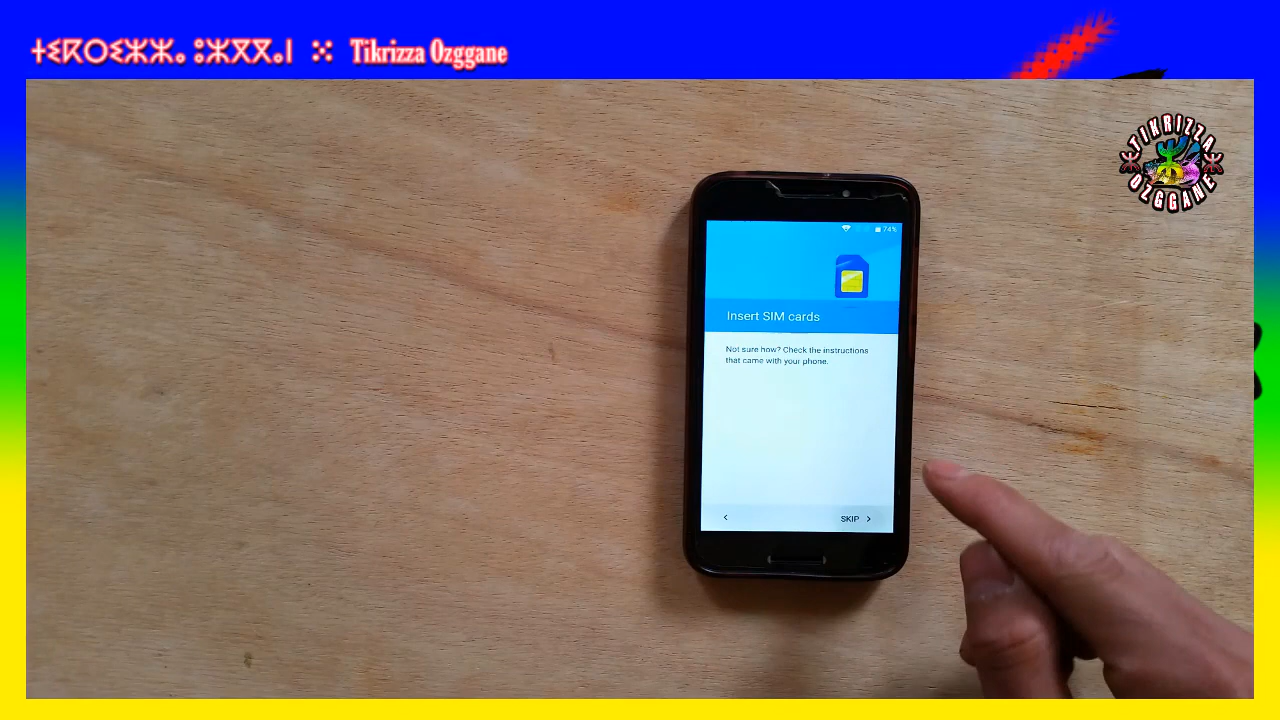 ⵜⵉⴽⵔⵉⵣⵣⴰ ⵓⵣⴳⴳⴰⵏ ⁙ Tikrizza Ozggane
TIKRIZZA
OZGGANE
74%
Insert SIM cards
Not sure how? Check the instructions
that came with your phone.
SKIP